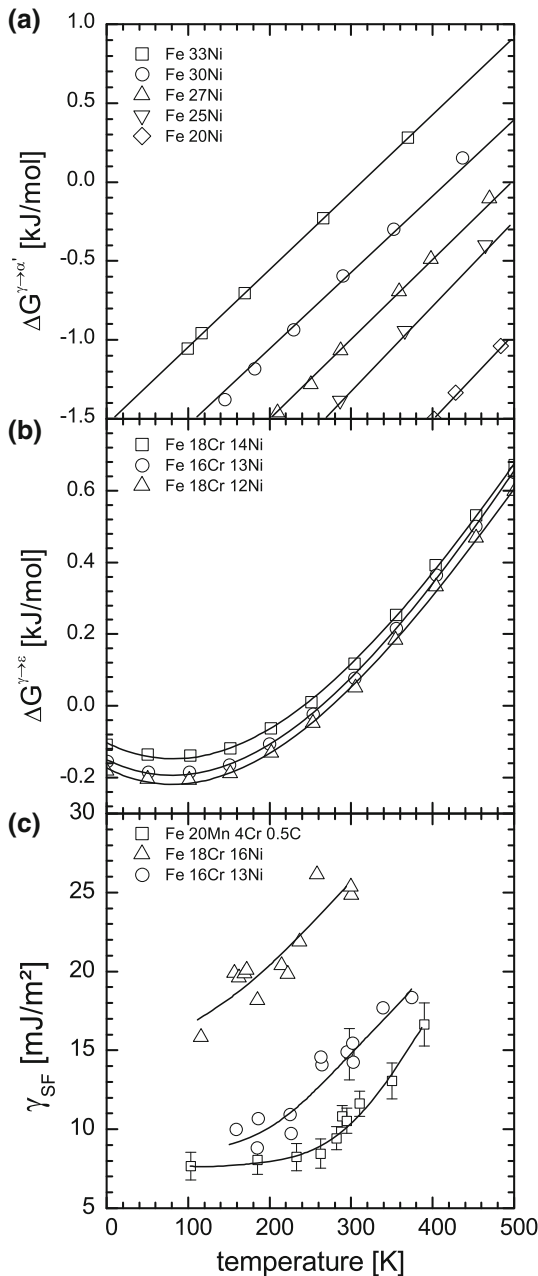 (a)
1.0
0.5
0.0
-0.5
-1.0
-1.5
ΔG^γ→α' [kJ/mol]
Fe 33Ni
Fe 30Ni
Fe 27Ni
Fe 25Ni
Fe 20Ni
(b)
0.6
0.4
0.2
0.0
-0.2
ΔG^γ→ε [kJ/mol]
Fe 18Cr 14Ni
Fe 16Cr 13Ni
Fe 18Cr 12Ni
(c)
30
25
20
15
10
5
γSF [mJ/m²]
Fe 20Mn 4Cr 0.5C
Fe 18Cr 16Ni
Fe 16Cr 13Ni
0 100 200 300 400 500
temperature [K]